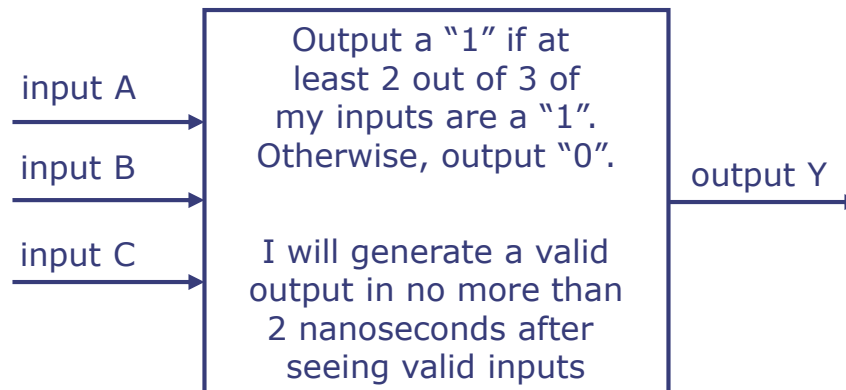 Output a “1” if at
least 2 out of 3 of
my inputs are a “1”.
Otherwise, output “0”.
I will generate a valid
output in no more than
2 nanoseconds after
seeing valid inputs
input A
input B
input C
output Y